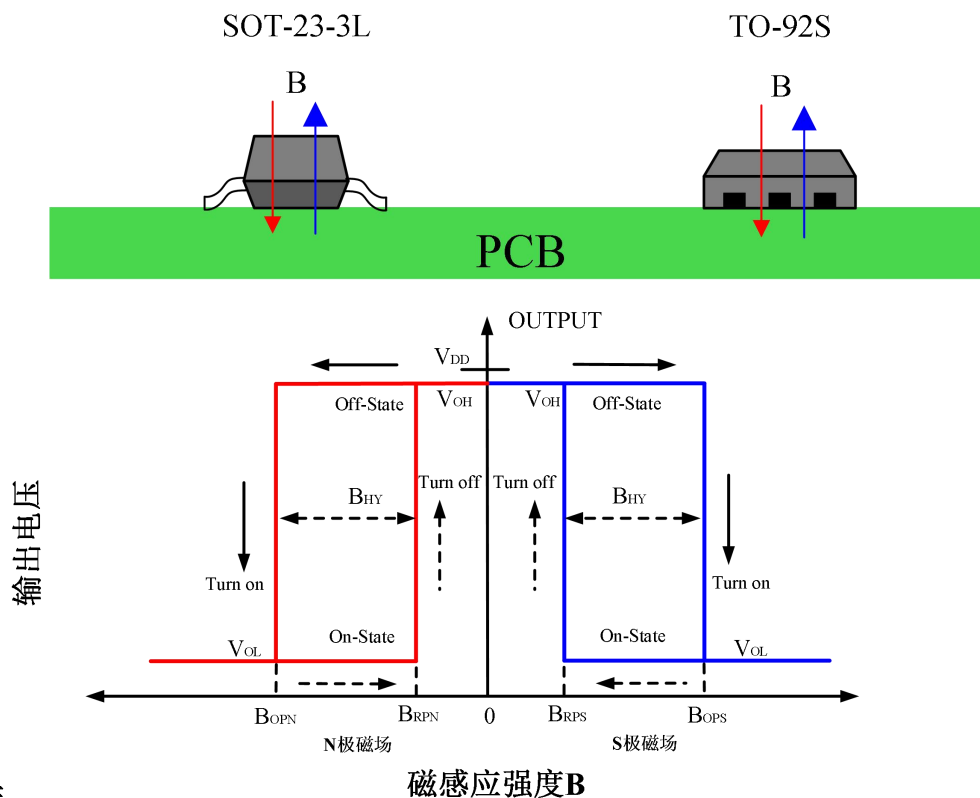 SOT-23-3L
TO-92S
B
B
PCB
OUTPUT
VDD
Off-State
VOH
VOH
Off-State
Turn off
Turn off
BHY
BHY
Turn on
Turn on
输出电压
On-State
On-State
VOL
VOL
BOPN
BRPN
0
BRPS
BOPS
N极磁场
S极磁场
磁感应强度B